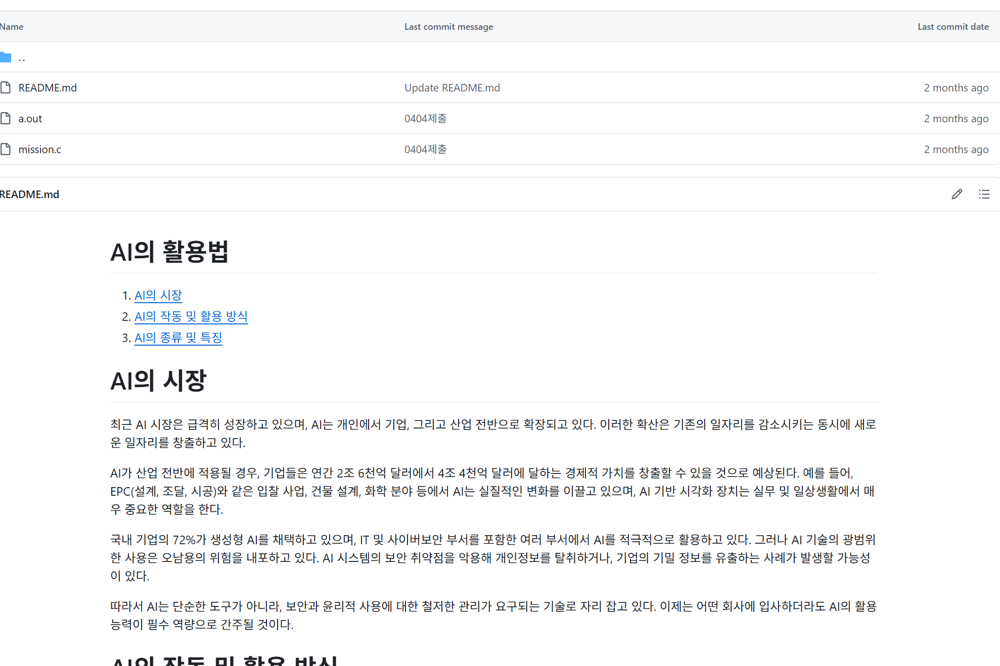 Name Last commit message Last commit date
..
README.md Update README.md 2 months ago
a.out 0404제출 2 months ago
mission.c 0404제출 2 months ago
README.md
AI의 활용법
1. AI의 시장
2. AI의 작동 및 활용 방식
3. AI의 종류 및 특징
AI의 시장
최근 AI 시장은 급격히 성장하고 있으며, AI는 개인에서 기업, 그리고 산업 전반으로 확장되고 있다. 이러한 확산은 기존의 일자리를 감소시키는 동시에 새로
운 일자리를 창출하고 있다.
AI가 산업 전반에 적용될 경우, 기업들은 연간 2조 6천억 달러에서 4조 4천억 달러에 달하는 경제적 가치를 창출할 수 있을 것으로 예상된다. 예를 들어,
EPC(설계, 조달, 시공)와 같은 입찰 사업, 건물 설계, 화학 분야 등에서 AI는 실질적인 변화를 이끌고 있으며, AI 기반 시각화 장치는 실무 및 일상생활에서 매
우 중요한 역할을 한다.
국내 기업의 72%가 생성형 AI를 채택하고 있으며, IT 및 사이버보안 부서를 포함한 여러 부서에서 AI를 적극적으로 활용하고 있다. 그러나 AI 기술의 광범위
한 사용은 오남용의 위험을 내포하고 있다. AI 시스템의 보안 취약점을 악용해 개인정보를 탈취하거나, 기업의 기밀 정보를 유출하는 사례가 발생할 가능성
이 있다.
따라서 AI는 단순한 도구가 아니라, 보안과 윤리적 사용에 대한 철저한 관리가 요구되는 기술로 자리 잡고 있다. 이제는 어떤 회사에 입사하더라도 AI의 활용
능력이 필수 역량으로 간주될 것이다.
AI의 작동 및 활용 방식